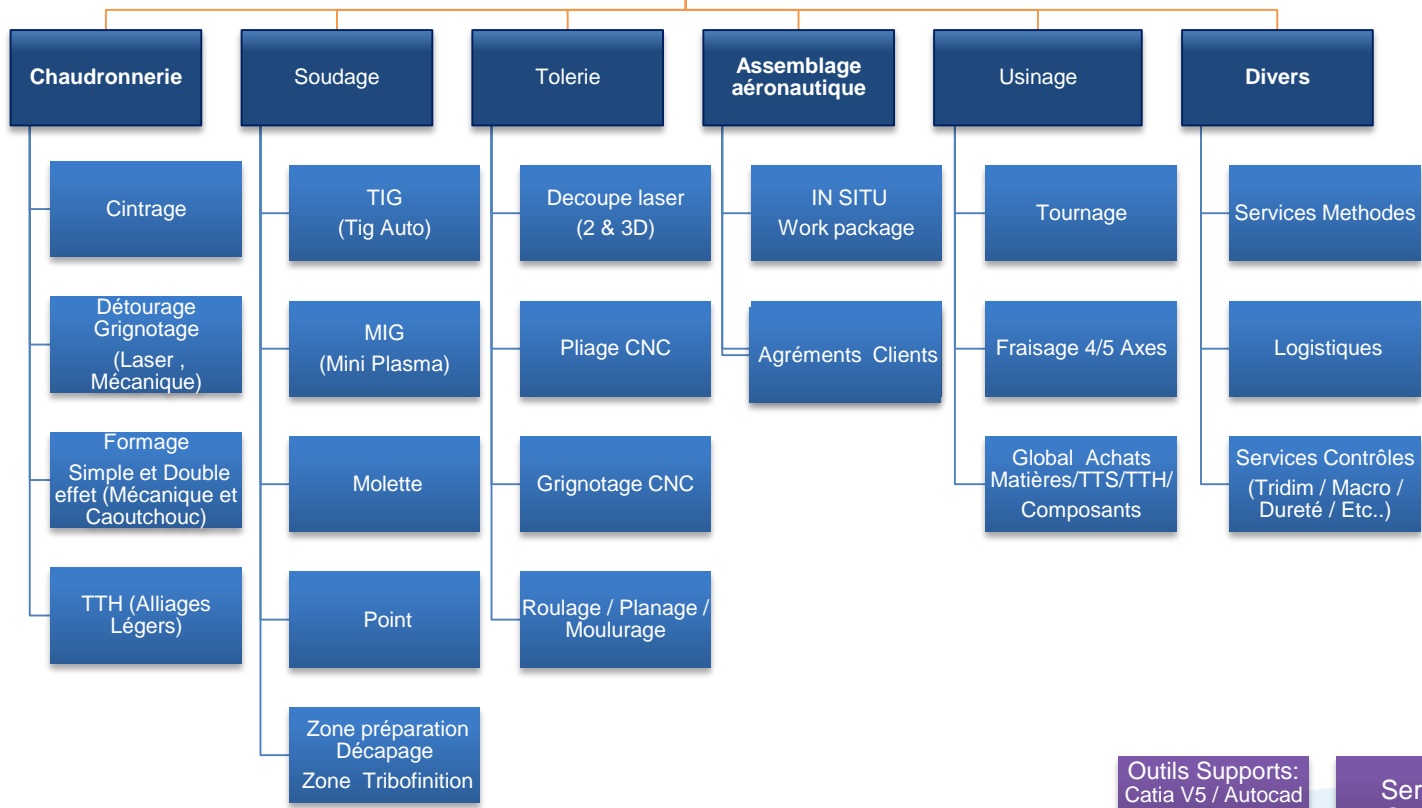 Chaudronnerie
Soudage
Tolerie
Assemblage
aéronautique
Usinage
Divers
Cintrage
Détourage
Grignotage
(Laser ,
Mécanique)
Formage
Simple et Double
effet (Mécanique et
Caoutchouc)
TTH (Alliages
Légers)
TIG
(Tig Auto)
MIG
(Mini Plasma)
Molette
Point
Zone préparation
Décapage
Zone Tribofinition
Decoupe laser
(2 & 3D)
Pliage CNC
Grignotage CNC
Roulage / Planage /
Moulurage
IN SITU
Work package
Agréments Clients
Tournage
Fraisage 4/5 Axes
Global Achats
Matières/TTS/TTH/
Composants
Services Methodes
Logistiques
Services Contrôles
(Tridim / Macro /
Dureté / Etc..)
Outils Supports:
Catia V5 / Autocad
Ser